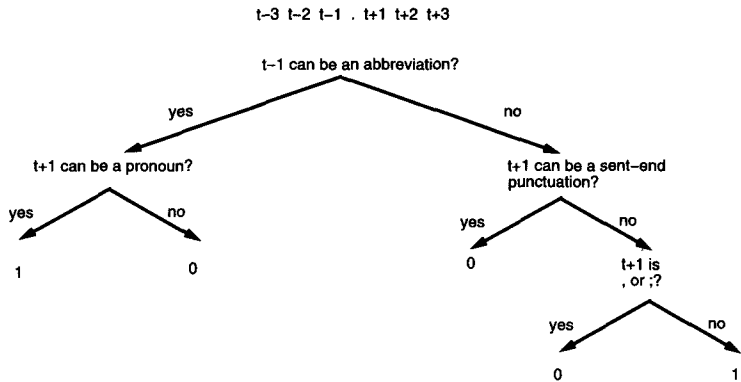 t-3 t-2 t-1 . t+1 t+2 t+3
t-1 can be an abbreviation?
yes
no
t+1 can be a pronoun?
t+1 can be a sent-end
punctuation?
yes
no
yes
no
1
0
0
t+1 is
, or ;?
yes
no
0
1